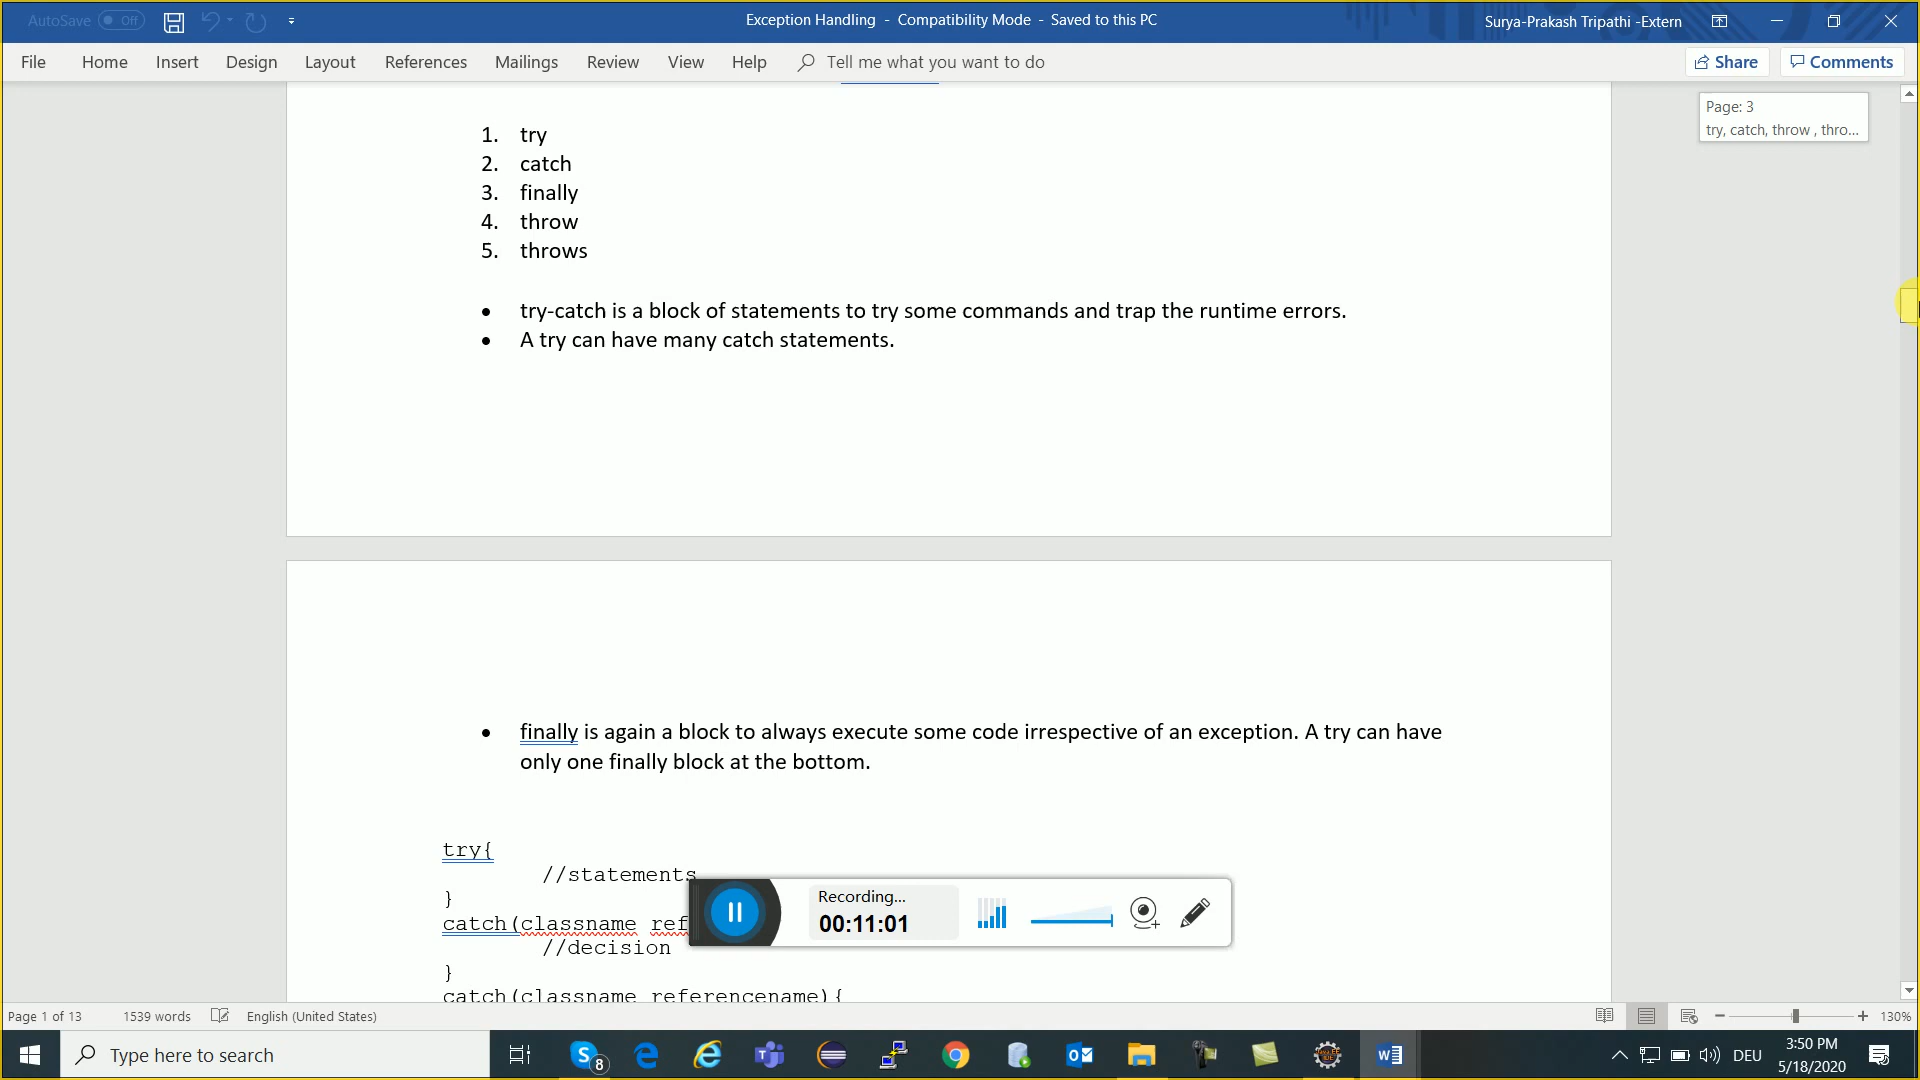 AutoSave Off
Exception Handling - Compatibility Mode - Saved to this PC
Surya-Prakash Tripathi -Extern
File Home Insert Design Layout References Mailings Review View Help Tell me what you want to do
Share Comments
Page: 3
try, catch, throw , thro...
1. try
2. catch
3. finally
4. throw
5. throws
• try-catch is a block of statements to try some commands and trap the runtime errors.
• A try can have many catch statements.
• finally is again a block to always execute some code irrespective of an exception. A try can have
only one finally block at the bottom.
try{
//statements
}
catch(classname ref
//decision
}
catch(classname referencename){
Recording...
00:11:01
Page 1 of 13 1539 words English (United States) 130%
Type here to search
8
DEU
3:50 PM
5/18/2020